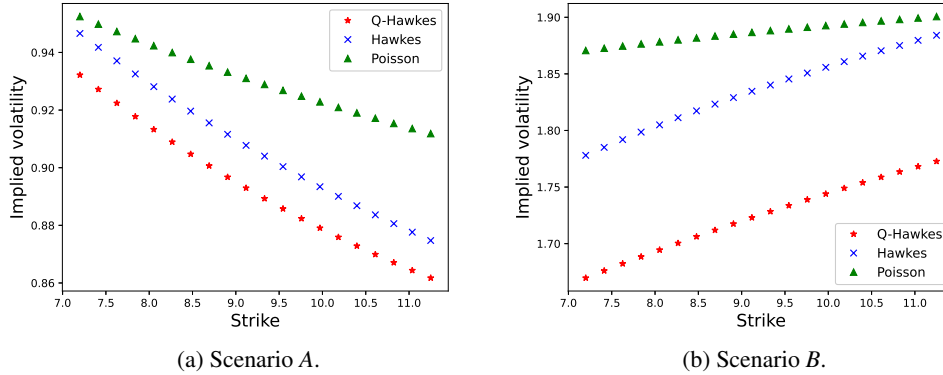 Q-Hawkes
Hawkes
Poisson
0.94
0.92
0.90
0.88
0.86
Implied volatility
7.0 7.5 8.0 8.5 9.0 9.5 10.0 10.5 11.0
Strike
(a) Scenario A.
1.90
1.85
1.80
1.75
1.70
Implied volatility
Q-Hawkes
Hawkes
Poisson
7.0 7.5 8.0 8.5 9.0 9.5 10.0 10.5 11.0
Strike
(b) Scenario B.